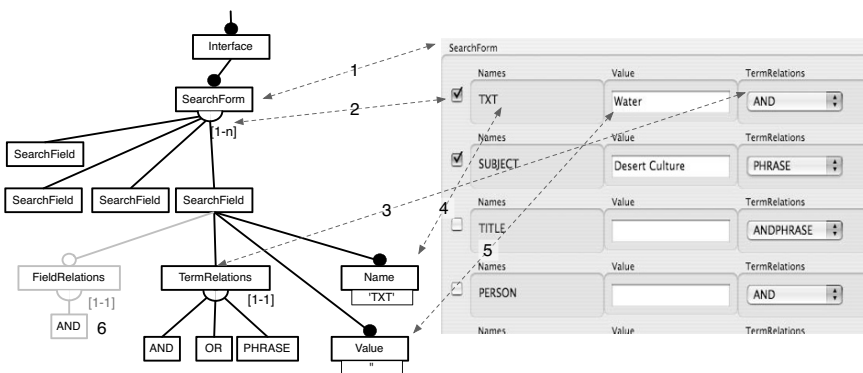 Interface
SearchForm
[1-n]
SearchField
SearchField
SearchField
SearchField
FieldRelations
[1-1]
AND
6
TermRelations
[1-1]
AND
OR
PHRASE
Name
'TXT'
Value
''
1
2
3
4
5
SearchForm
Names Value TermRelations
TXT Water AND
Names Value TermRelations
SUBJECT Desert Culture PHRASE
Names Value TermRelations
TITLE ANDPHRASE
Names Value TermRelations
PERSON AND
Names Value TermRelations